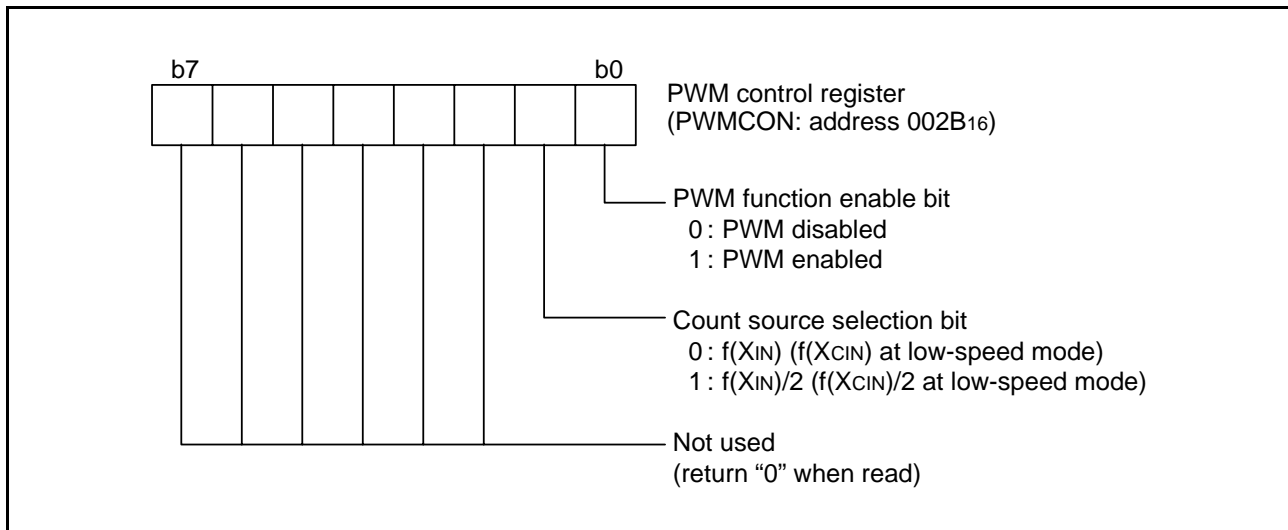 b7 b0
PWM control register
(PWMCON: address 002B16)
PWM function enable bit
0 : PWM disabled
1 : PWM enabled
Count source selection bit
0 : f(XIN) (f(XCIN) at low-speed mode)
1 : f(XIN)/2 (f(XCIN)/2 at low-speed mode)
Not used
(return “0” when read)